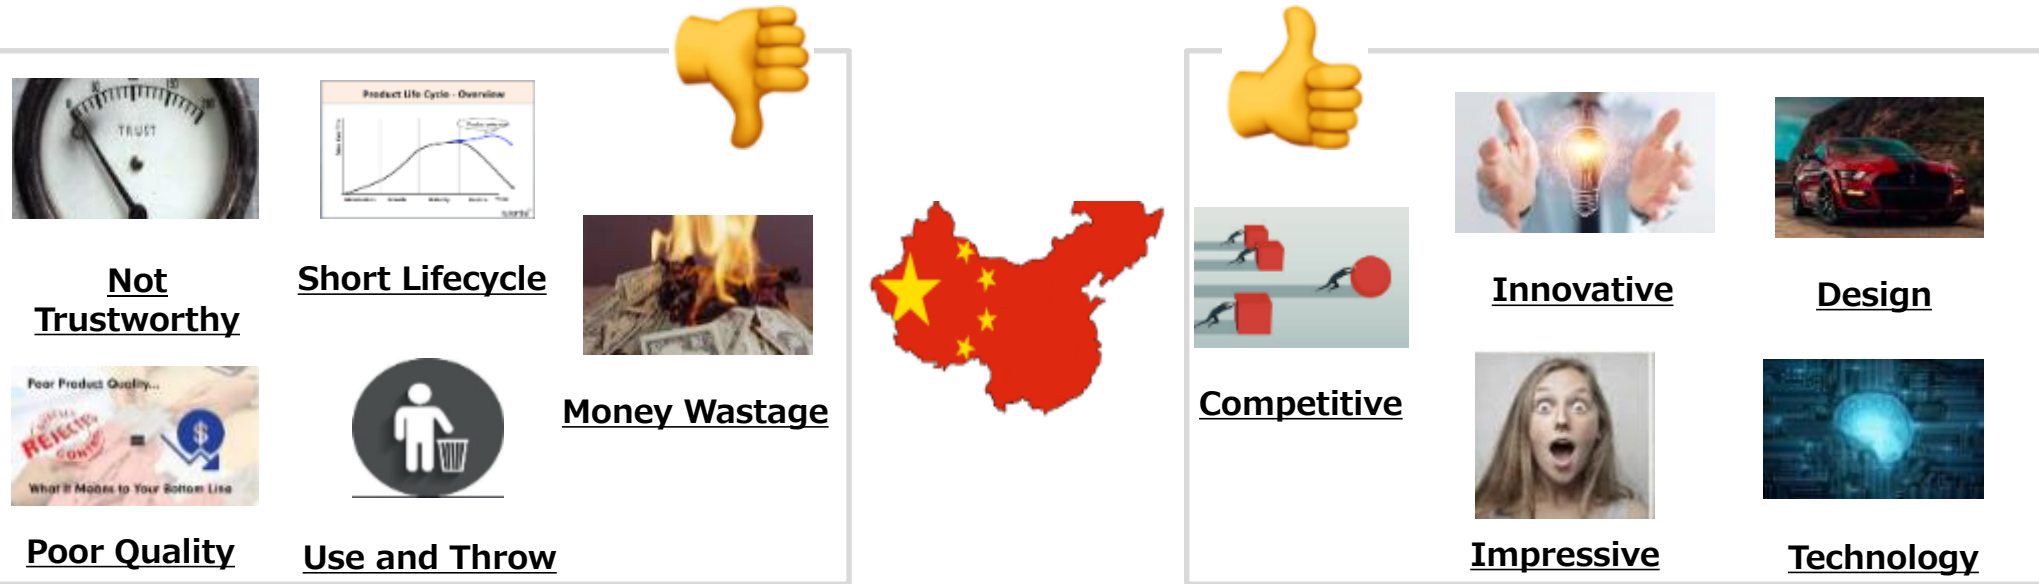 TRUST
Product Life Cycle - Overview
Not
Trustworthy
Short Lifecycle
Money Wastage
Poor Product Quality...
REJECTED
=
$
What It Means to Your Bottom Line
Poor Quality
Use and Throw
Competitive
Innovative
Design
Impressive
Technology